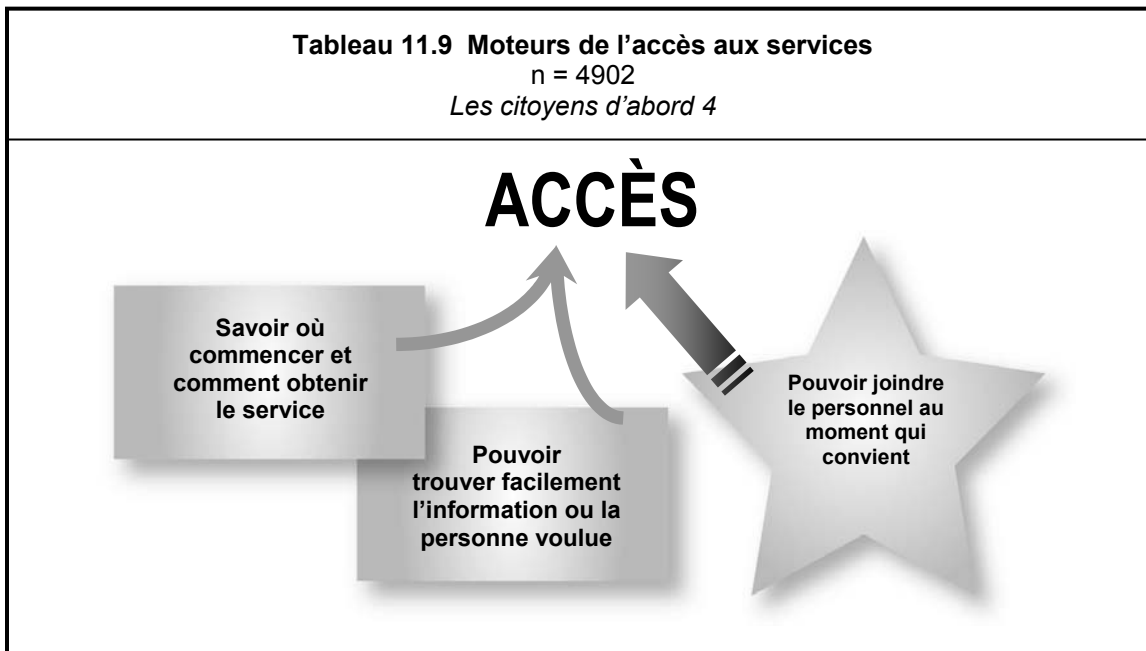 Tableau 11.9 Moteurs de l’accès aux services
n = 4902
Les citoyens d’abord 4
ACCÈS
Savoir où
commencer et
comment obtenir
le service
Pouvoir
trouver facilement
l’information ou la
personne voulue
Pouvoir joindre
le personnel au
moment qui
convient